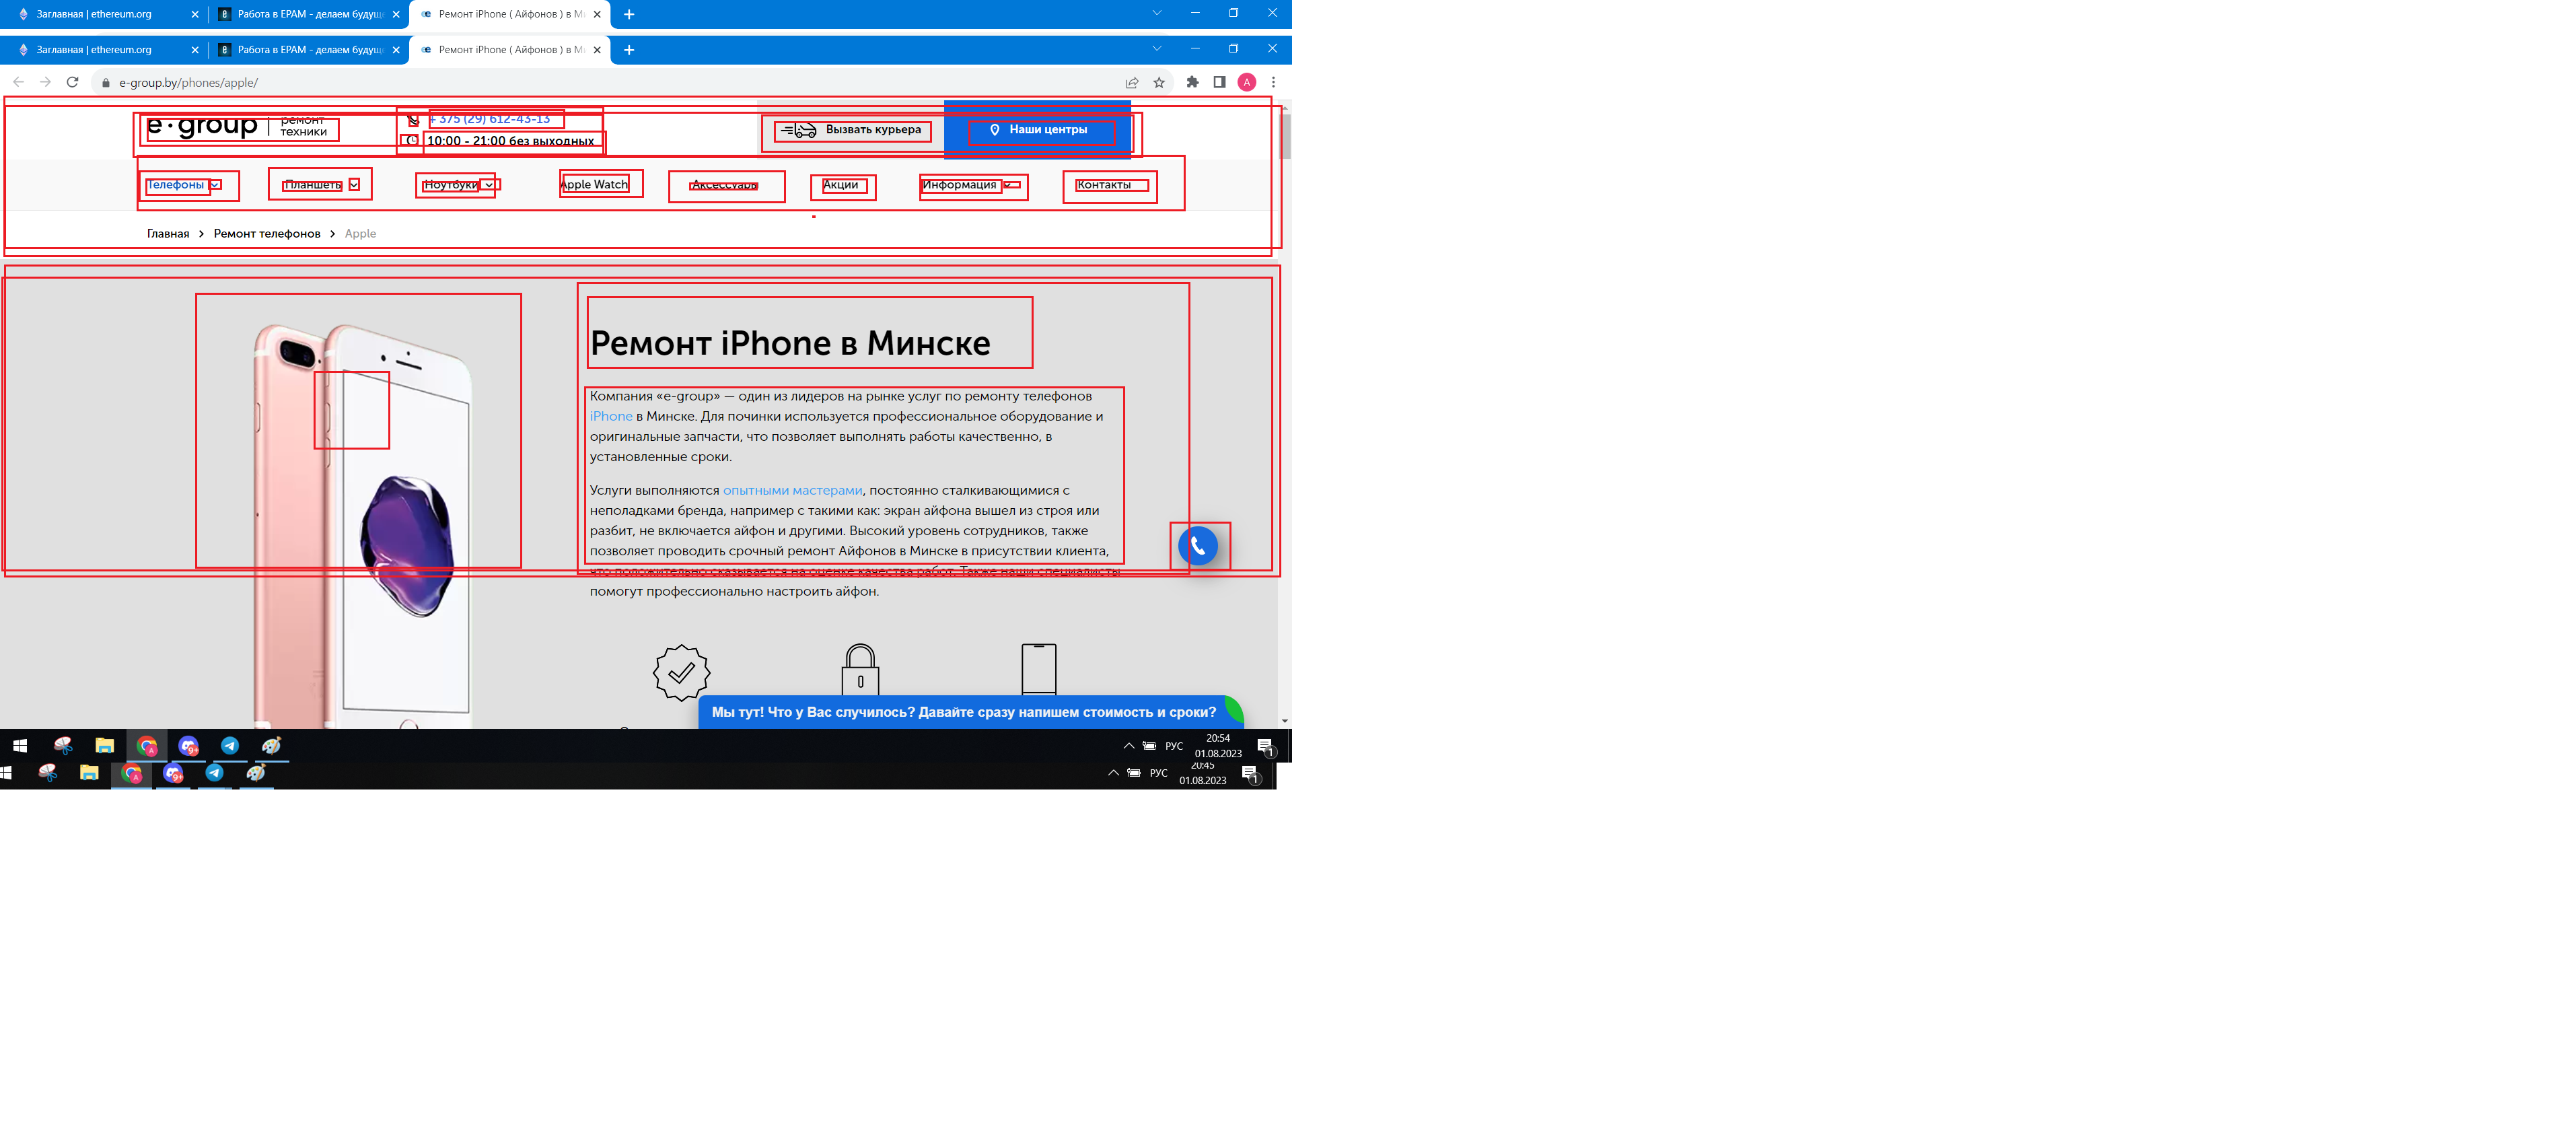 Заглавная | ethereum.org
Работа в EPAM - делаем будущ
Ремонт iPhone ( Айфонов ) в М
Заглавная | ethereum.org
Работа в EPAM - делаем будущ
Ремонт iPhone ( Айфонов ) в М
e-group.by/phones/apple/
A
e·group
ремонт
техники
+ 375 (29) 612-43-13
10:00 - 21:00 без выходных
Вызвать курьера
Наши центры
Телефоны
Планшеты
Ноутбуки
Apple Watch
Аксессуары
Акции
Информация
Контакты
Главная
Ремонт телефонов
Apple
Ремонт iPhone в Минске
Компания «e-group» — один из лидеров на рынке услуг по ремонту телефонов
iPhone в Минске. Для починки используется профессиональное оборудование и
оригинальные запчасти, что позволяет выполнять работы качественно, в
установленные сроки.
Услуги выполняются опытными мастерами, постоянно сталкивающимися с
неполадками бренда, например с такими как: экран айфона вышел из строя или
разбит, не включается айфон и другими. Высокий уровень сотрудников, также
позволяет проводить срочный ремонт Айфонов в Минске в присутствии клиента,
что положительно сказывается на оценке качества работ. Также наши специалисты
помогут профессионально настроить айфон.
Мы тут! Что у Вас случилось? Давайте сразу напишем стоимость и сроки?
A
9+
РУС
20:54
01.08.2023
1
A
9+
РУС
20:45
01.08.2023
1